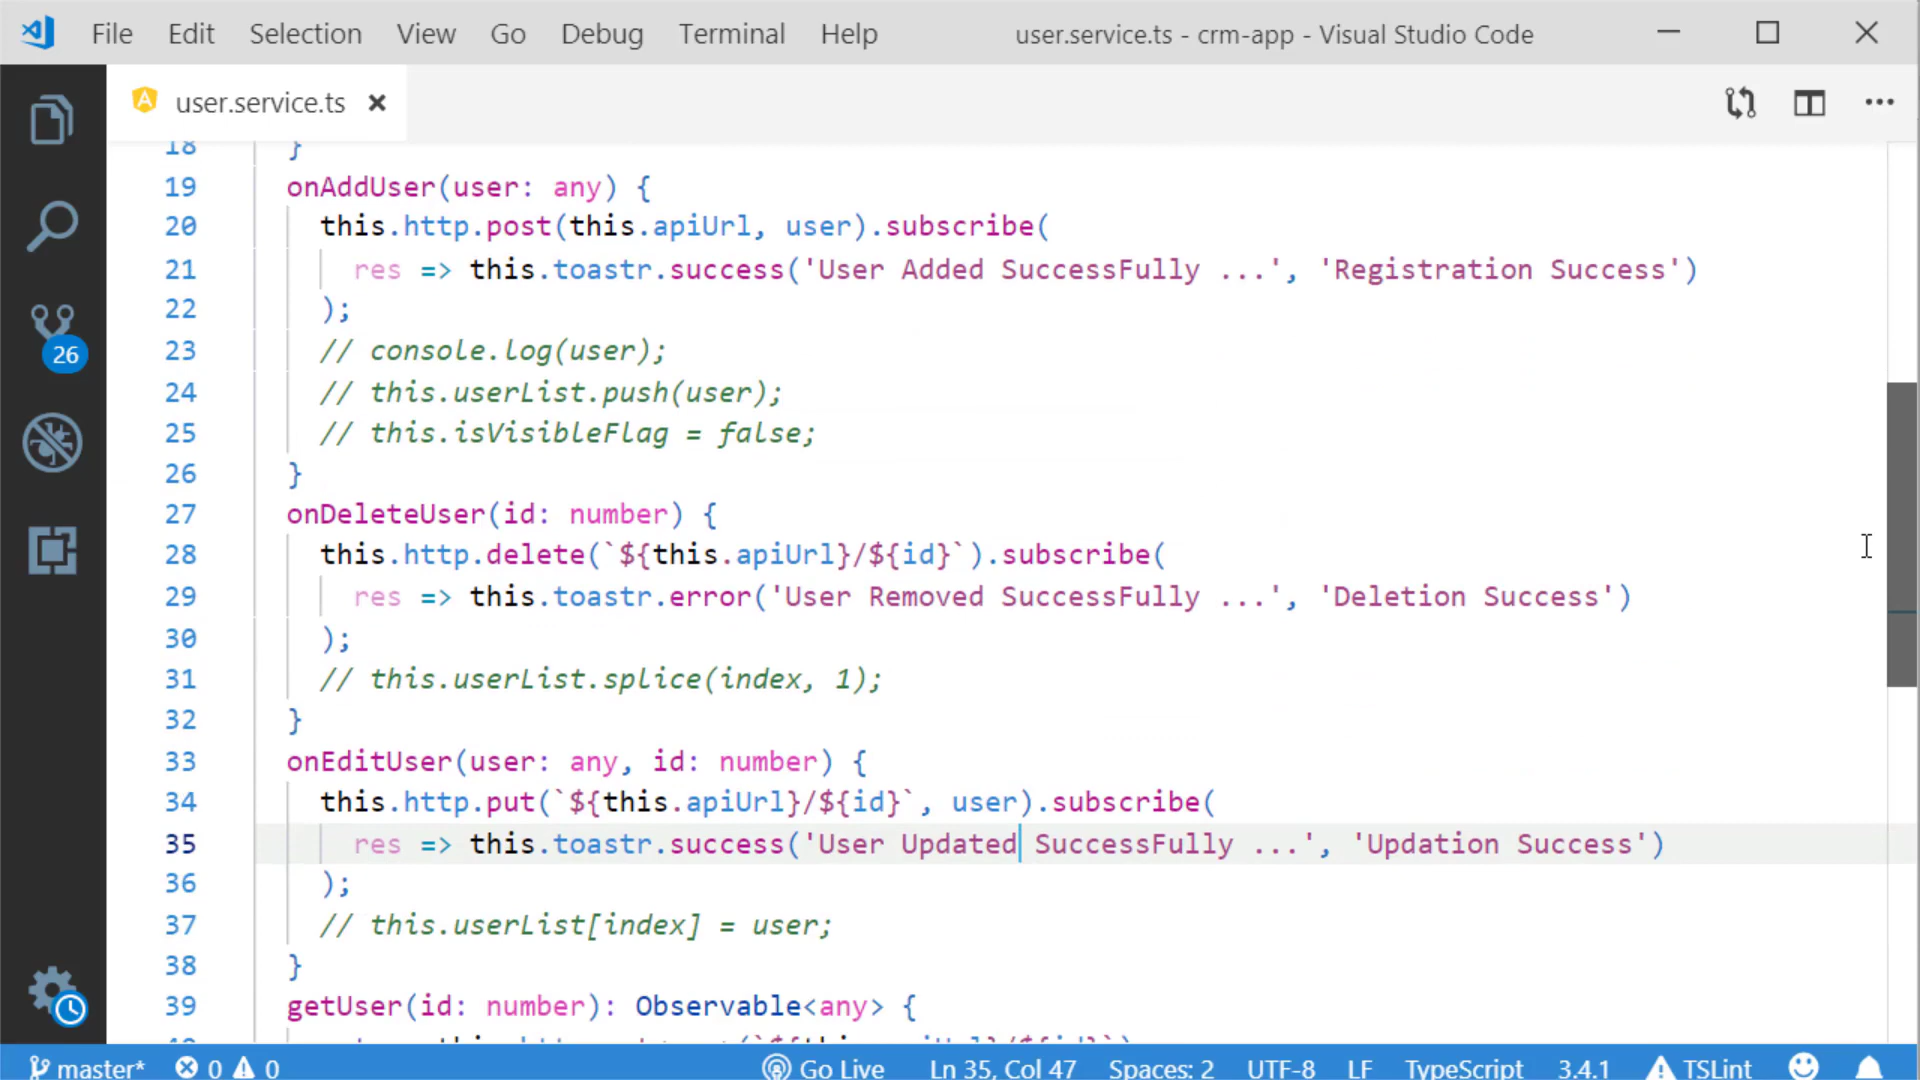 File Edit Selection View Go Debug Terminal Help user.service.ts - crm-app - Visual Studio Code
user.service.ts
18 }
19 onAddUser(user: any) {
20 this.http.post(this.apiUrl, user).subscribe(
21 res => this.toastr.success('User Added SuccessFully ...', 'Registration Success')
22 );
23 // console.log(user);
24 // this.userList.push(user);
25 // this.isVisibleFlag = false;
26 }
27 onDeleteUser(id: number) {
28 this.http.delete(`${this.apiUrl}/${id}`).subscribe(
29 res => this.toastr.error('User Removed SuccessFully ...', 'Deletion Success')
30 );
31 // this.userList.splice(index, 1);
32 }
33 onEditUser(user: any, id: number) {
34 this.http.put(`${this.apiUrl}/${id}`, user).subscribe(
35 res => this.toastr.success('User Updated SuccessFully ...', 'Updation Success')
36 );
37 // this.userList[index] = user;
38 }
39 getUser(id: number): Observable<any> {
26
master* 0 0 Go Live Ln 35, Col 47 Spaces: 2 UTF-8 LF TypeScript 3.4.1 TSLint